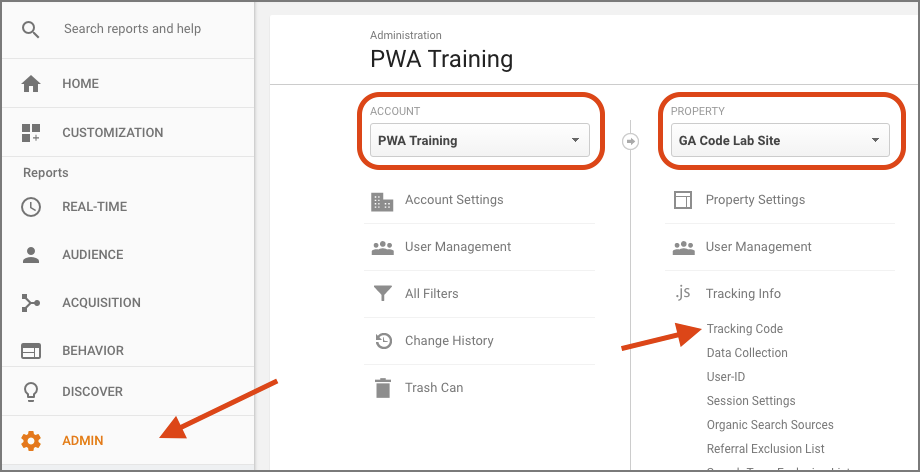 Search reports and help
HOME
CUSTOMIZATION
Reports
REAL-TIME
AUDIENCE
ACQUISITION
BEHAVIOR
DISCOVER
ADMIN
Administration
PWA Training
ACCOUNT
PWA Training
Account Settings
User Management
All Filters
Change History
Trash Can
PROPERTY
GA Code Lab Site
Property Settings
User Management
.js Tracking Info
Tracking Code
Data Collection
User-ID
Session Settings
Organic Search Sources
Referral Exclusion List